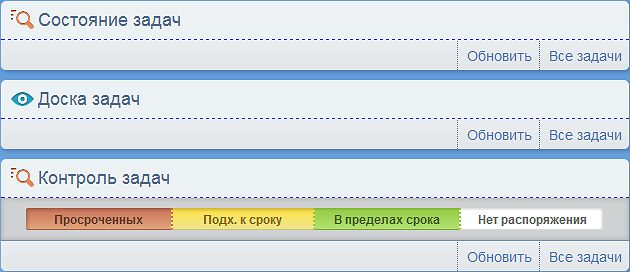 Состояние задач
Обновить Все задачи
Доска задач
Обновить Все задачи
Контроль задач
Просроченных Подх. к сроку В пределах срока Нет распоряжения
Обновить Все задачи